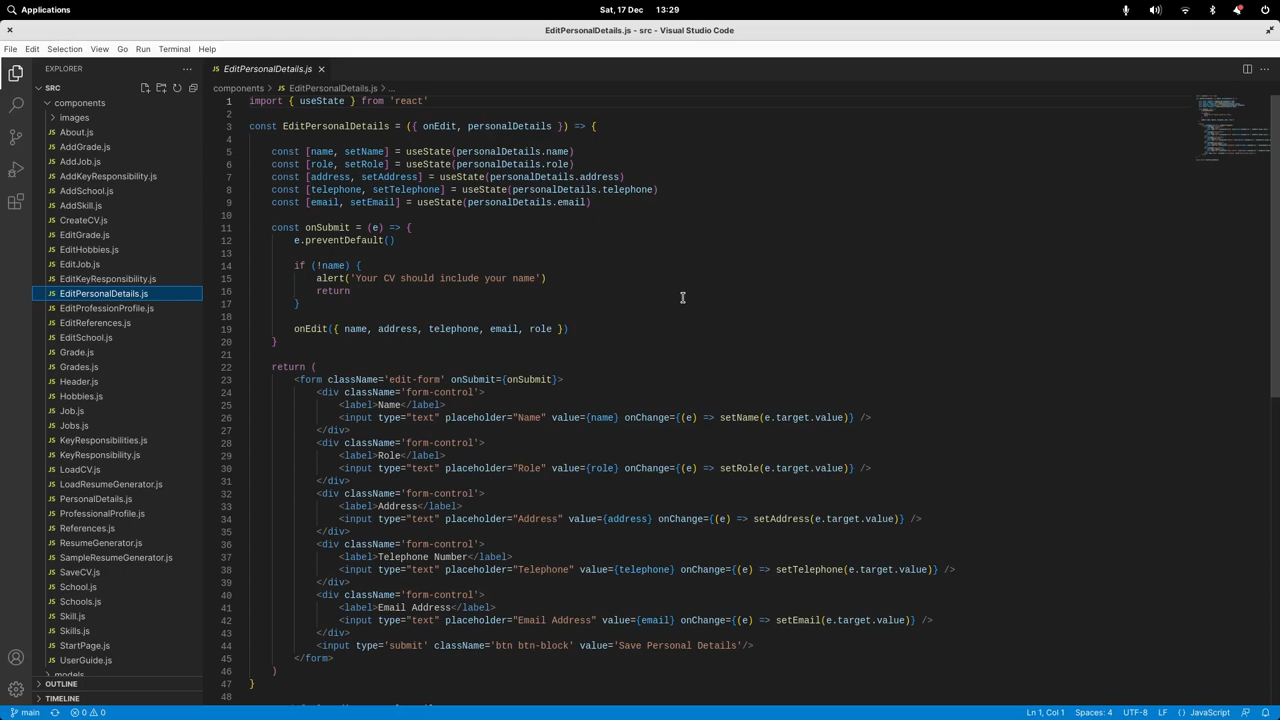 Applications
Sat, 17 Dec 13:29
EditPersonalDetails.js - src - Visual Studio Code
File Edit Selection View Go Run Terminal Help
EXPLORER
SRC
components
images
About.js
AddGrade.js
AddJob.js
AddKeyResponsibility.js
AddSchool.js
AddSkill.js
CreateCV.js
EditGrade.js
EditHobbies.js
EditJob.js
EditKeyResponsibility.js
EditPersonalDetails.js
EditProfessionProfile.js
EditReferences.js
EditSchool.js
Grade.js
Grades.js
Header.js
Hobbies.js
Job.js
Jobs.js
KeyResponsibilities.js
KeyResponsibility.js
LoadCV.js
LoadResumeGenerator.js
PersonalDetails.js
ProfessionalProfile.js
References.js
ResumeGenerator.js
SampleResumeGenerator.js
SaveCV.js
School.js
Schools.js
Skill.js
Skills.js
StartPage.js
UserGuide.js
models
OUTLINE
TIMELINE
JS EditPersonalDetails.js
components > JS EditPersonalDetails.js > ...
1 import { useState } from 'react'
2
3 const EditPersonalDetails = ({ onEdit, personalDetails }) => {
4
5 const [name, setName] = useState(personalDetails.name)
6 const [role, setRole] = useState(personalDetails.role)
7 const [address, setAddress] = useState(personalDetails.address)
8 const [telephone, setTelephone] = useState(personalDetails.telephone)
9 const [email, setEmail] = useState(personalDetails.email)
10
11 const onSubmit = (e) => {
12 e.preventDefault()
13
14 if (!name) {
15 alert('Your CV should include your name')
16 return
17 }
18
19 onEdit({ name, address, telephone, email, role })
20 }
21
22 return (
23 <form className='edit-form' onSubmit={onSubmit}>
24 <div className='form-control'>
25 <label>Name</label>
26 <input type="text" placeholder="Name" value={name} onChange={(e) => setName(e.target.value)} />
27 </div>
28 <div className='form-control'>
29 <label>Role</label>
30 <input type="text" placeholder="Role" value={role} onChange={(e) => setRole(e.target.value)} />
31 </div>
32 <div className='form-control'>
33 <label>Address</label>
34 <input type="text" placeholder="Address" value={address} onChange={(e) => setAddress(e.target.value)} />
35 </div>
36 <div className='form-control'>
37 <label>Telephone Number</label>
38 <input type="text" placeholder="Telephone" value={telephone} onChange={(e) => setTelephone(e.target.value)} />
39 </div>
40 <div className='form-control'>
41 <label>Email Address</label>
42 <input type="text" placeholder="Email Address" value={email} onChange={(e) => setEmail(e.target.value)} />
43 </div>
44 <input type='submit' className='btn btn-block' value='Save Personal Details'/>
45 </form>
46 )
47 }
48
main 0 0 Ln 1, Col 1 Spaces: 4 UTF-8 LF {} JavaScript